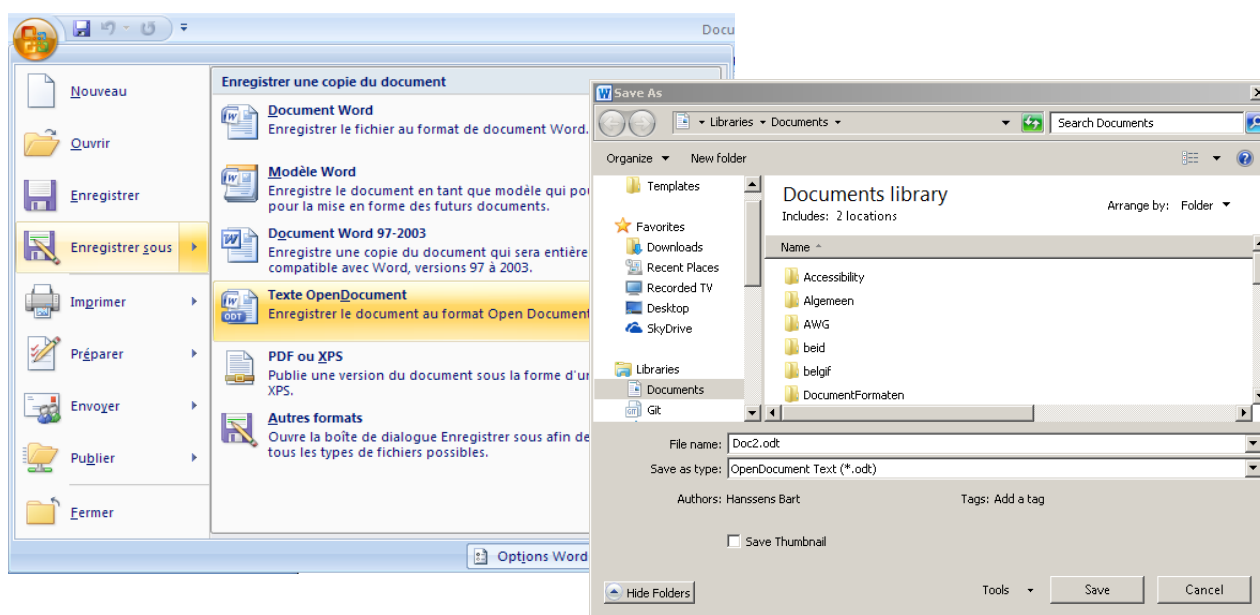 Docu
Nouveau
Ouvrir
Enregistrer
Enregistrer sous
Imprimer
Préparer
Envoyer
Publier
Fermer
Enregistrer une copie du document
Document Word
Enregistrer le fichier au format de document Word.
Modèle Word
Enregistre le document en tant que modèle qui po
pour la mise en forme des futurs documents.
Document Word 97-2003
Enregistre une copie du document qui sera entière
compatible avec Word, versions 97 à 2003.
Texte OpenDocument
ODT
Enregistrer le document au format Open Document
PDF ou XPS
Publie une version du document sous la forme d'un
XPS.
Autres formats
Ouvre la boîte de dialogue Enregistrer sous afin de
tous les types de fichiers possibles.
Options Word
Save As
Libraries
Documents
Search Documents
Organize
New folder
Templates
Favorites
Downloads
Recent Places
Recorded TV
Desktop
SkyDrive
Libraries
Documents
Git
Documents library
Includes: 2 locations
Arrange by: Folder
Name
Accessibility
Algemeen
AWG
beid
belgif
DocumentFormaten
File name: Doc2.odt
Save as type: OpenDocument Text (*.odt)
Authors: Hanssens Bart
Tags: Add a tag
Save Thumbnail
Hide Folders
Tools
Save
Cancel